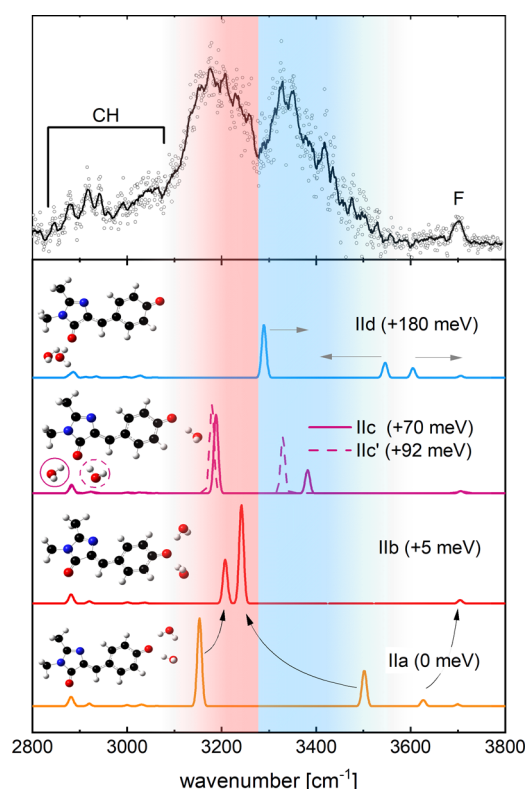 CH
F
IId (+180 meV)
IIc (+70 meV)
IIc' (+92 meV)
IIb (+5 meV)
IIa (0 meV)
2800 3000 3200 3400 3600 3800
wavenumber [cm⁻¹]